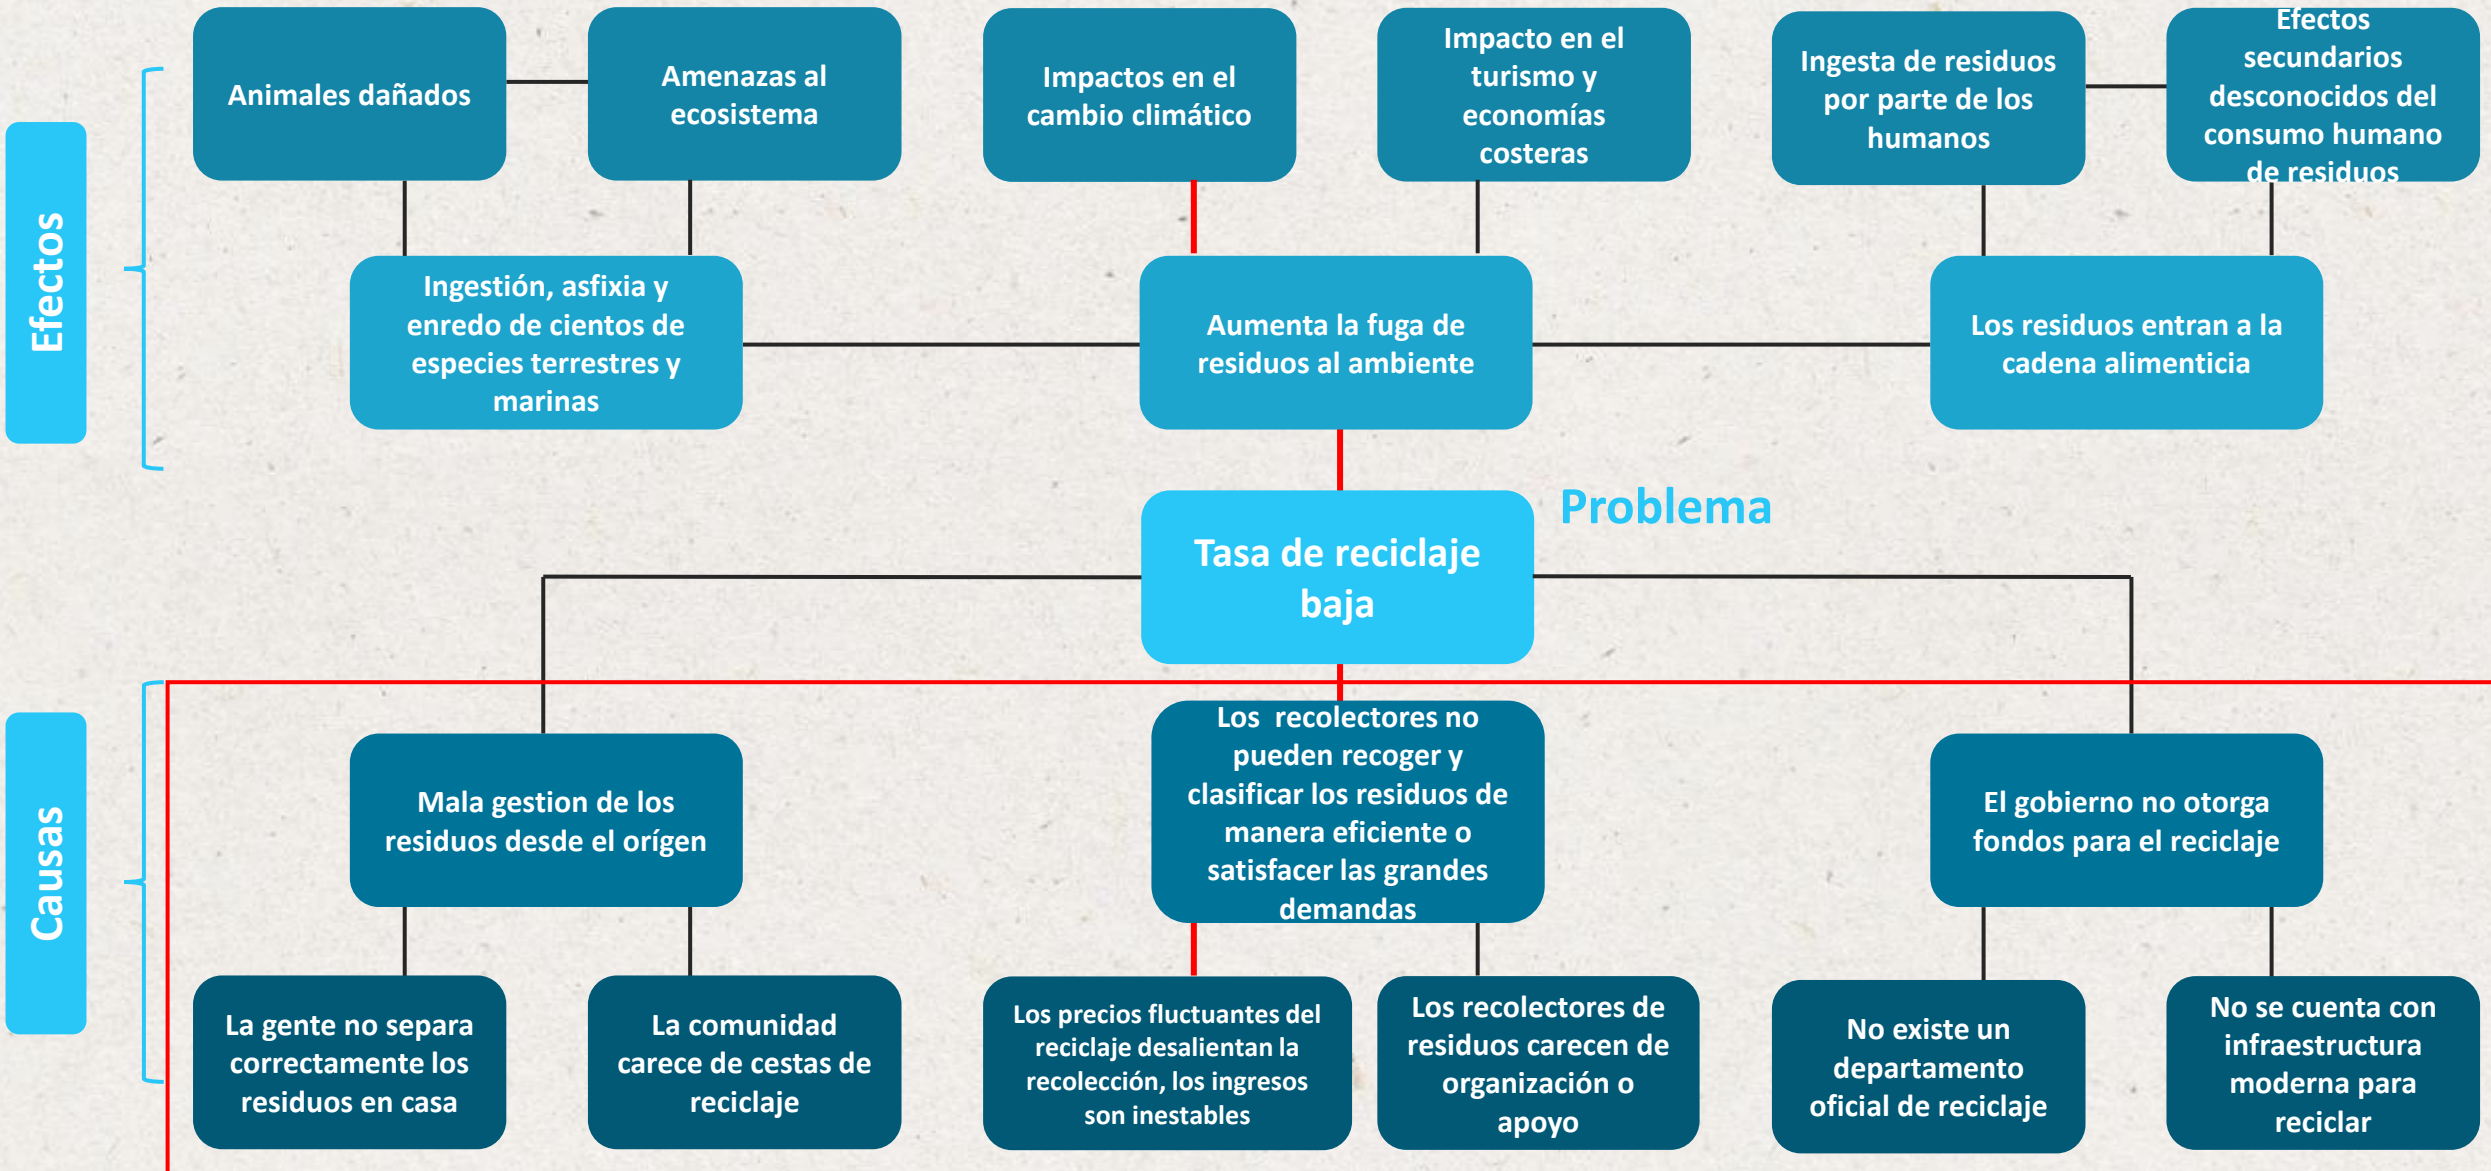 Efectos
Animales dañados
Amenazas al
ecosistema
Impactos en el
cambio climático
Impacto en el
turismo y
economías
costeras
Ingesta de residuos
por parte de los
humanos
Efectos
secundarios
desconocidos del
consumo humano
de residuos
Ingestión, asfixia y
enredo de cientos de
especies terrestres y
marinas
Aumenta la fuga de
residuos al ambiente
Los residuos entran a la
cadena alimenticia
Problema
Tasa de reciclaje
baja
Causas
Mala gestion de los
residuos desde el orígen
Los recolectores no
pueden recoger y
clasificar los residuos de
manera eficiente o
satisfacer las grandes
demandas
El gobierno no otorga
fondos para el reciclaje
La gente no separa
correctamente los
residuos en casa
La comunidad
carece de cestas de
reciclaje
Los precios fluctuantes del
reciclaje desalientan la
recolección, los ingresos
son inestables
Los recolectores de
residuos carecen de
organización o
apoyo
No existe un
departamento
oficial de reciclaje
No se cuenta con
infraestructura
moderna para
reciclar